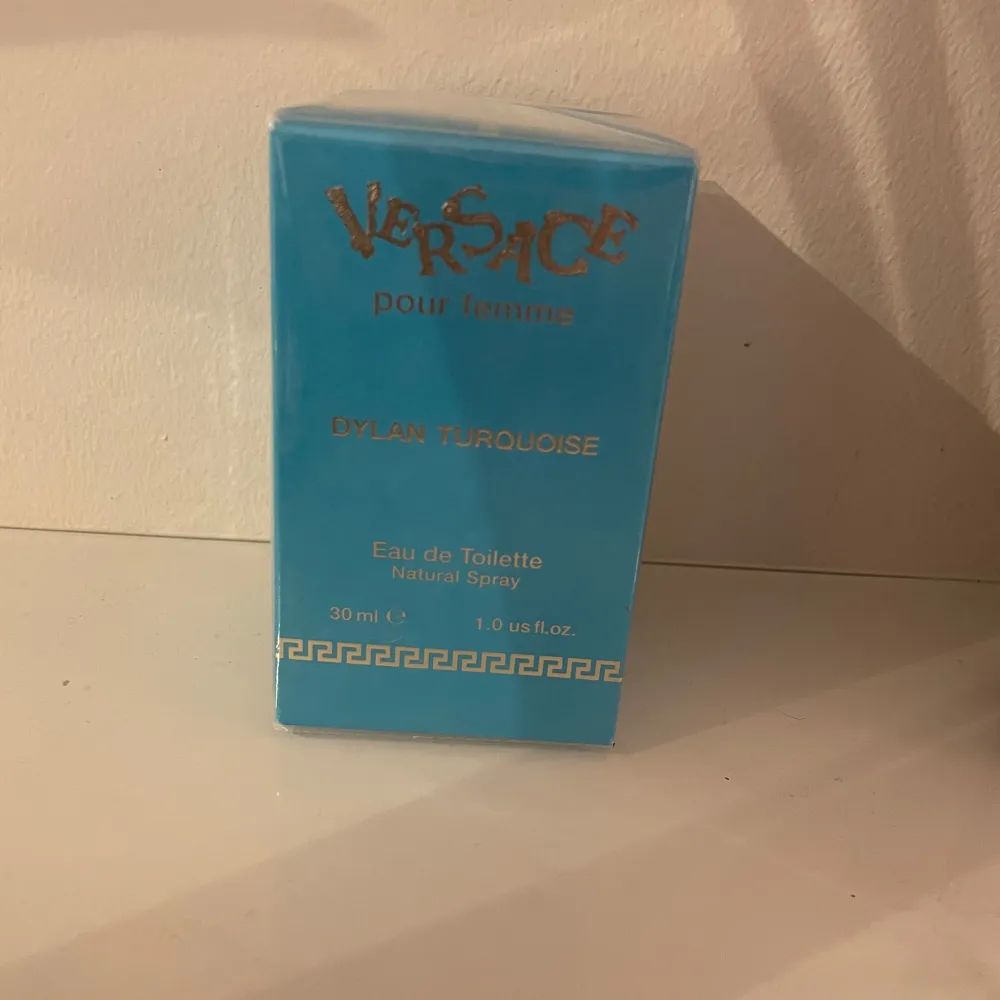 VERSACE
pour femme
DYLAN TURQUOISE
Eau de Toilette
Natural Spray
30 ml ℮ 1.0 us fl.oz.